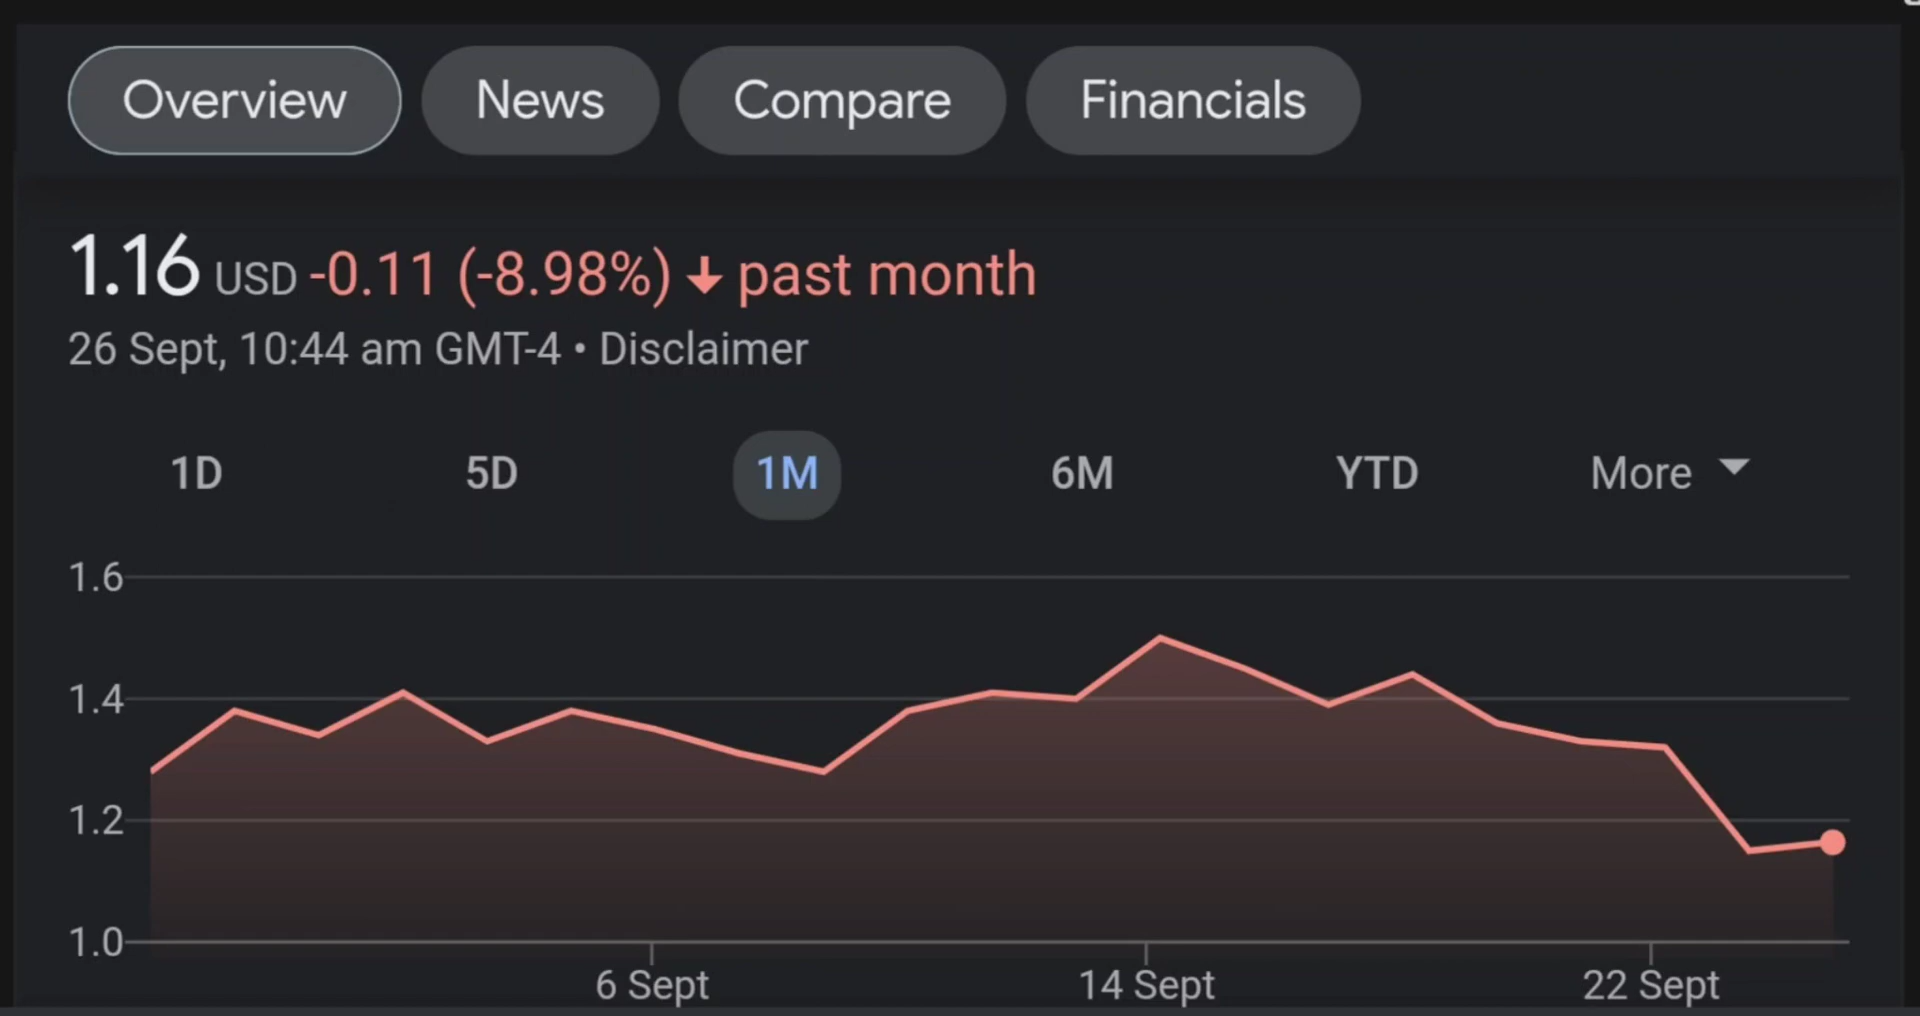 Overview News Compare Financials
1.16 USD -0.11 (-8.98%) ↓ past month
26 Sept, 10:44 am GMT-4 • Disclaimer
1D 5D 1M 6M YTD More
1.6
1.4
1.2
1.0
6 Sept 14 Sept 22 Sept